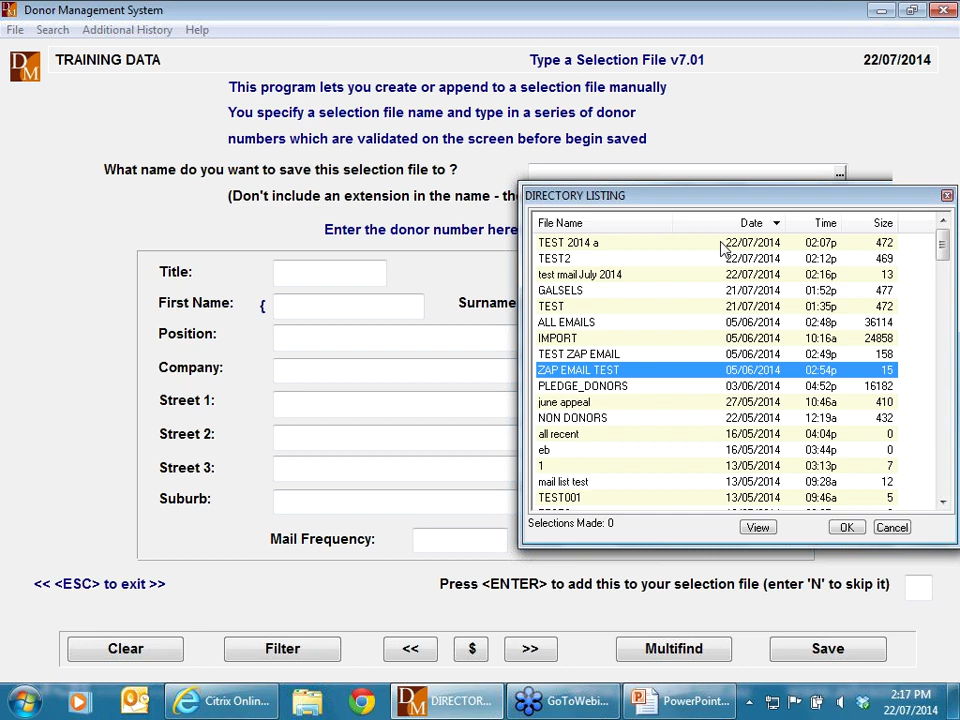 Donor Management System
File Search Additional History Help
TRAINING DATA Type a Selection File v7.01 22/07/2014
This program lets you create or append to a selection file manually
You specify a selection file name and type in a series of donor
numbers which are validated on the screen before begin saved
What name do you want to save this selection file to ? ...
(Don't include an extension in the name - the
Enter the donor number here
Title:
First Name: { Surname
Position:
Company:
Street 1:
Street 2:
Street 3:
Suburb:
Mail Frequency:
DIRECTORY LISTING
File Name Date Time Size
TEST 2014 a 22/07/2014 02:07p 472
TEST2 22/07/2014 02:12p 469
test rmail July 2014 22/07/2014 02:16p 13
GALSELS 21/07/2014 01:52p 477
TEST 21/07/2014 01:35p 472
ALL EMAILS 05/06/2014 02:48p 36114
IMPORT 05/06/2014 10:16a 24858
TEST ZAP EMAIL 05/06/2014 02:49p 158
ZAP EMAIL TEST 05/06/2014 02:54p 15
PLEDGE_DONORS 03/06/2014 04:52p 16182
june appeal 27/05/2014 10:46a 410
NON DONORS 22/05/2014 12:19a 432
all recent 16/05/2014 04:04p 0
eb 16/05/2014 03:44p 0
1 13/05/2014 03:13p 7
mail list test 13/05/2014 09:28a 12
TEST001 13/05/2014 09:46a 5
Selections Made: 0 View OK Cancel
<< <ESC> to exit >> Press <ENTER> to add this to your selection file (enter 'N' to skip it)
Clear Filter << $ >> Multifind Save
Citrix Onlin... DIRECTOR... GoToWebi... PowerPoint... 2:17 PM
22/07/2014